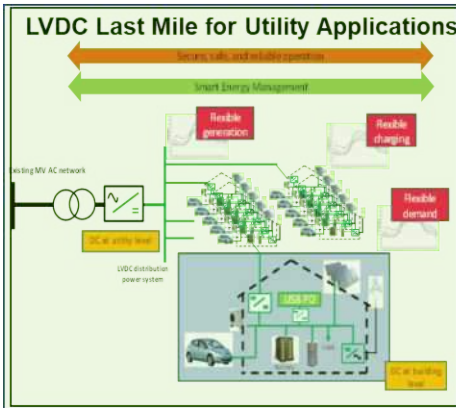 LVDC Last Mile for Utility Applications
Secure, safe, and reliable operation
Smart Energy Management
Flexible
generation
Flexible
charging
Existing MV AC network
Flexible
demand
DC at utility level
LVDC distribution
power system
USB-PD
DC at building
level